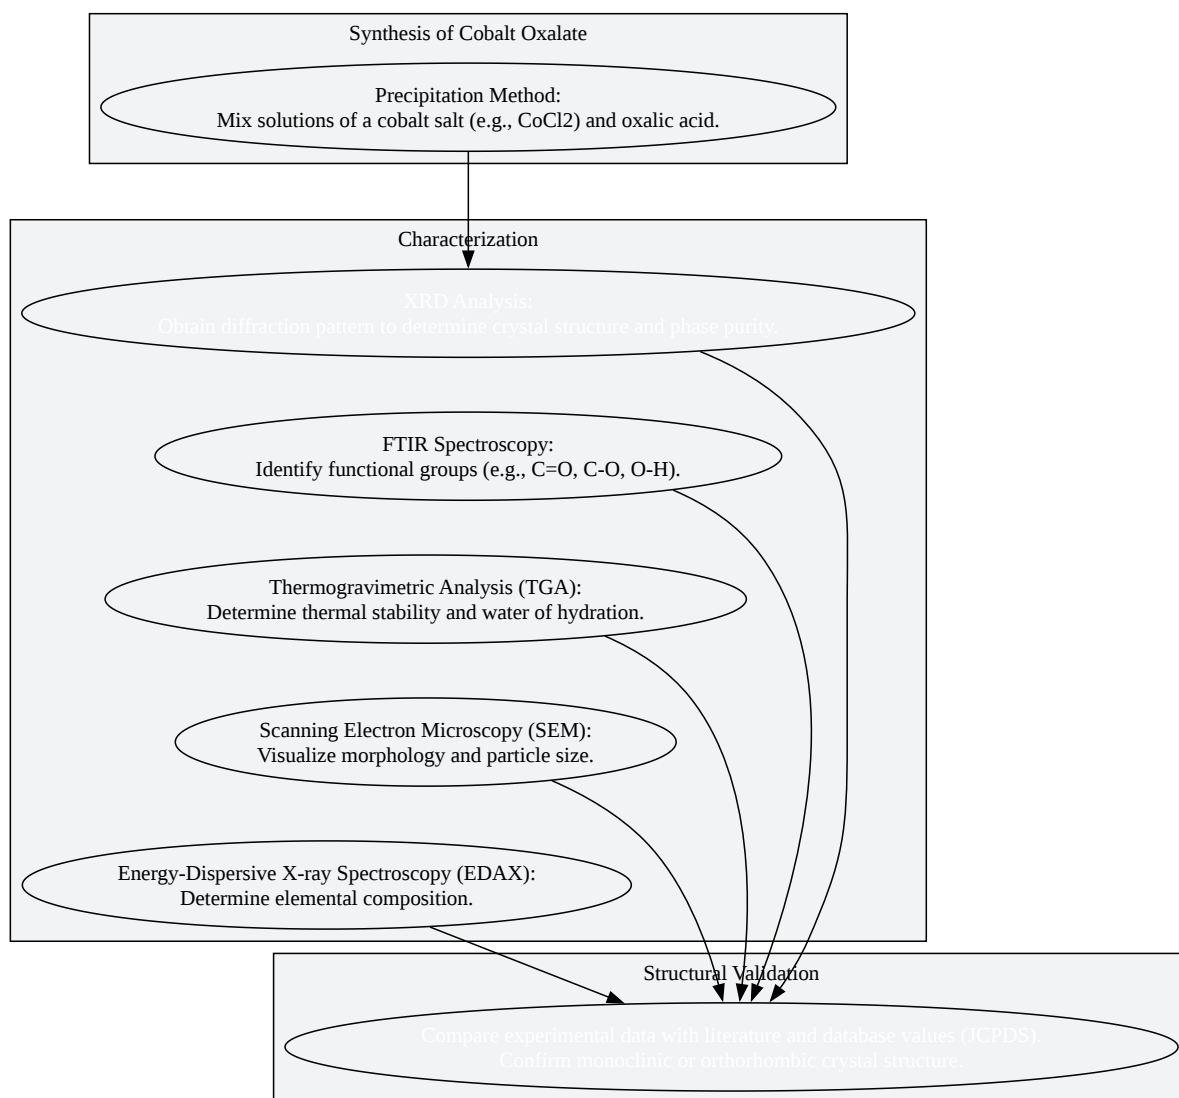 Synthesis of Cobalt Oxalate
Precipitation Method:
Mix solutions of a cobalt salt (e.g., CoCl2) and oxalic acid.
Characterization
XRD Analysis:
Obtain diffraction pattern to determine crystal structure and phase purity.
FTIR Spectroscopy:
Identify functional groups (e.g., C=O, C-O, O-H).
Thermogravimetric Analysis (TGA):
Determine thermal stability and water of hydration.
Scanning Electron Microscopy (SEM):
Visualize morphology and particle size.
Energy-Dispersive X-ray Spectroscopy (EDAX):
Determine elemental composition.
Structural Validation
Compare experimental data with literature and database values (JCPDS).
Confirm monoclinic or orthorhombic crystal structure.